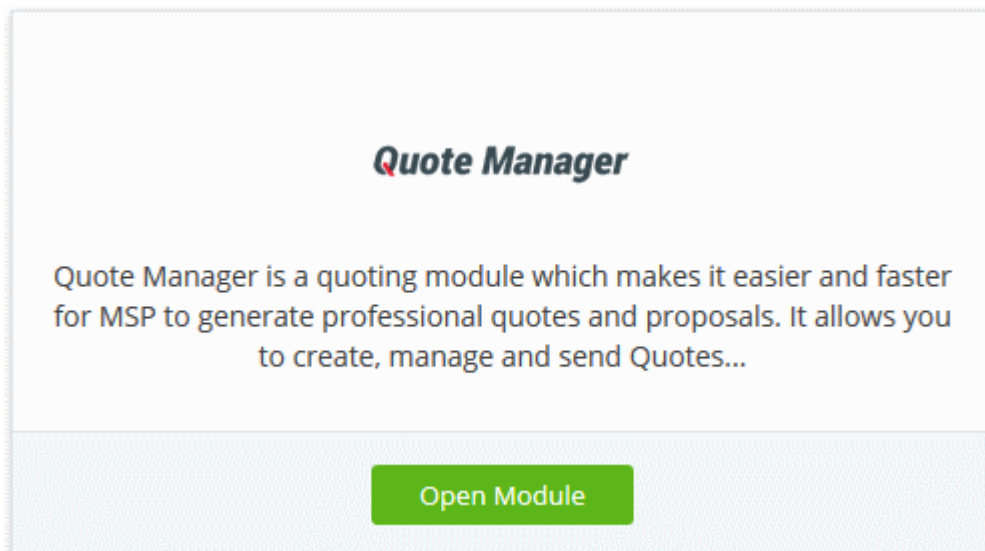 Quote Manager
Quote Manager is a quoting module which makes it easier and faster
for MSP to generate professional quotes and proposals. It allows you
to create, manage and send Quotes...
Open Module